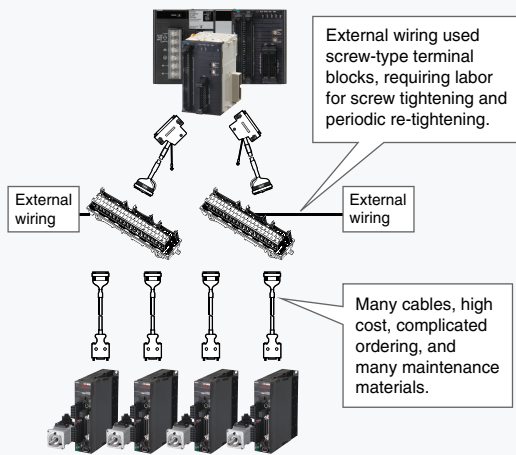 External wiring used
screw-type terminal
blocks, requiring labor
for screw tightening and
periodic re-tightening.
External
wiring
External
wiring
Many cables, high
cost, complicated
ordering, and
many maintenance
materials.